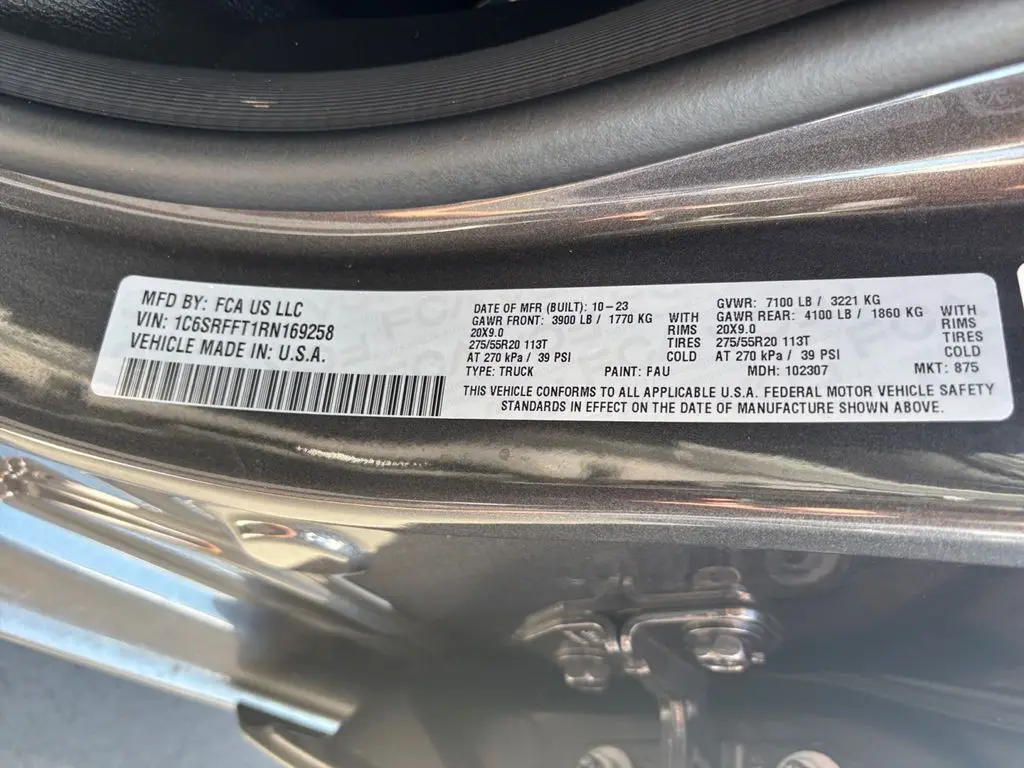 MFD BY: FCA US LLC
VIN: 1C6SRFFT1RN169258
VEHICLE MADE IN: U.S.A.
DATE OF MFR (BUILT): 10-23
GAWR FRONT: 3900 LB / 1770 KG WITH
20X9.0 RIMS
275/55R20 113T TIRES
AT 270 kPa / 39 PSI COLD
GVWR: 7100 LB / 3221 KG
GAWR REAR: 4100 LB / 1860 KG WITH
20X9.0 RIMS
275/55R20 113T TIRES
AT 270 kPa / 39 PSI COLD
TYPE: TRUCK PAINT: FAU MDH: 102307 MKT: 875
THIS VEHICLE CONFORMS TO ALL APPLICABLE U.S.A. FEDERAL MOTOR VEHICLE SAFETY
STANDARDS IN EFFECT ON THE DATE OF MANUFACTURE SHOWN ABOVE.